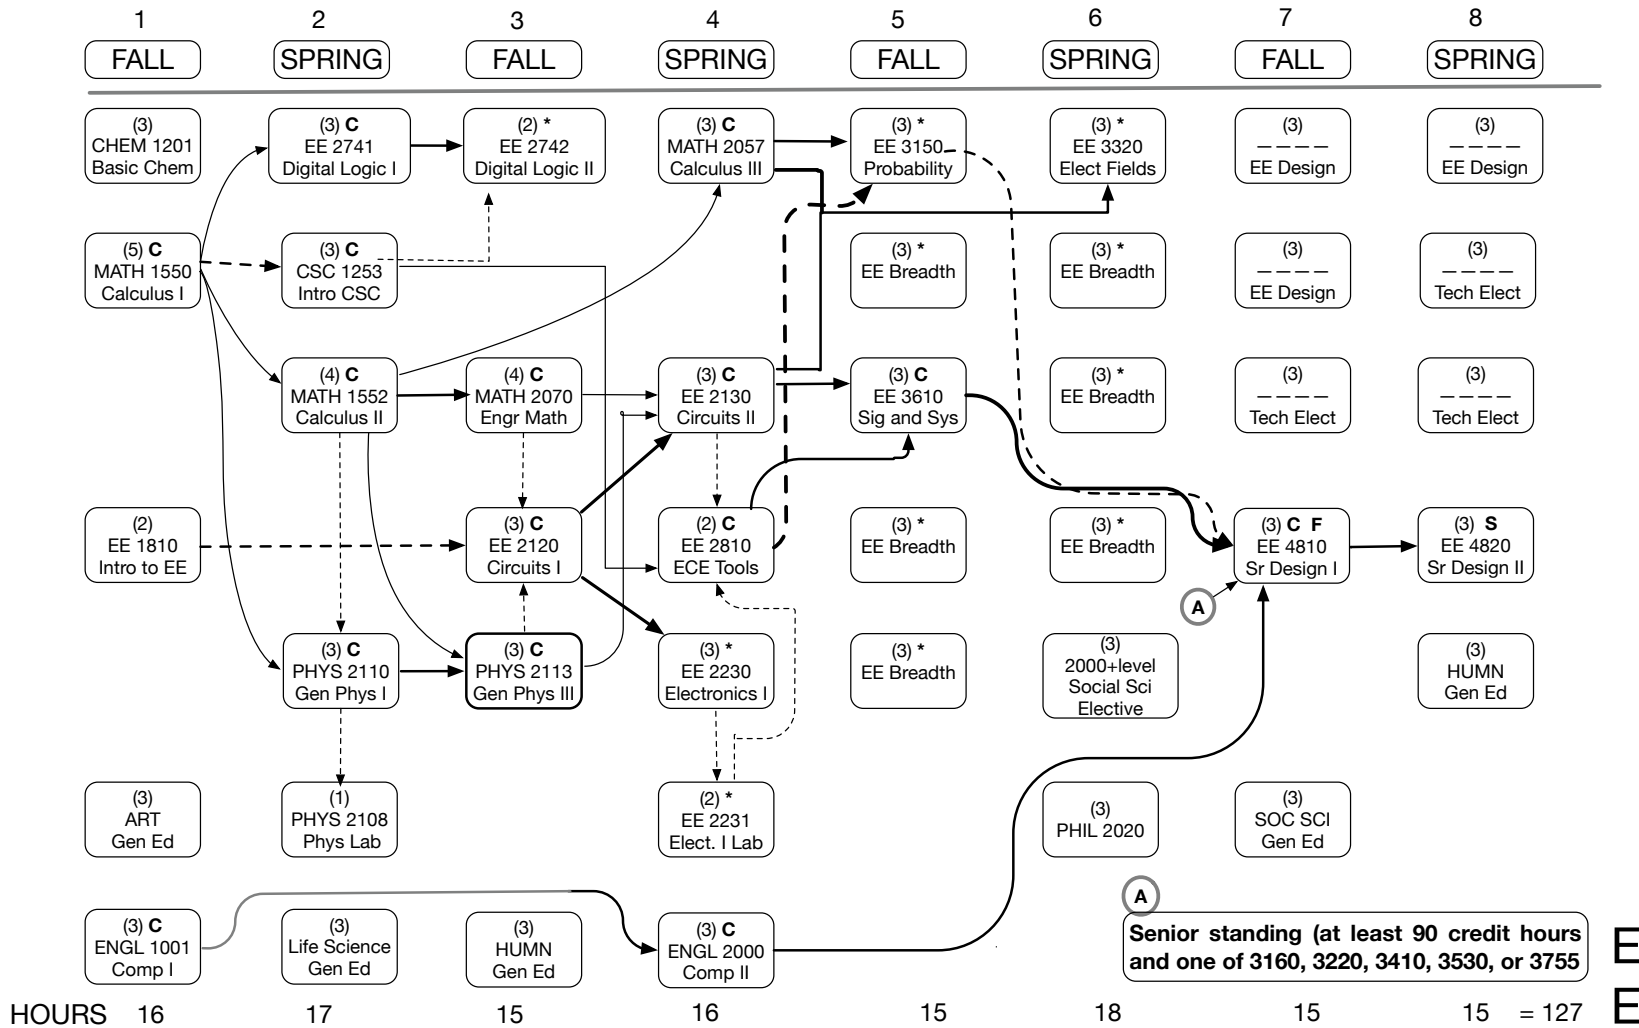 1 2 3 4 5 6 7 8
FALL SPRING FALL SPRING FALL SPRING FALL SPRING
(3)
CHEM 1201
Basic Chem
(3) C
EE 2741
Digital Logic I
(2) *
EE 2742
Digital Logic II
(3) C
MATH 2057
Calculus III
(3) *
EE 3150
Probability
(3) *
EE 3320
Elect Fields
(3)
_ _ _ _
EE Design
(3)
_ _ _ _
EE Design
(5) C
MATH 1550
Calculus I
(3) C
CSC 1253
Intro CSC
(3) *
EE Breadth
(3) *
EE Breadth
(3)
_ _ _ _
EE Design
(3)
_ _ _ _
Tech Elect
(4) C
MATH 1552
Calculus II
(4) C
MATH 2070
Engr Math
(3) C
EE 2130
Circuits II
(3) C
EE 3610
Sig and Sys
(3) *
EE Breadth
(3)
_ _ _ _
Tech Elect
(3)
_ _ _ _
Tech Elect
(2)
EE 1810
Intro to EE
(3) C
EE 2120
Circuits I
(2) C
EE 2810
ECE Tools
(3) *
EE Breadth
(3) *
EE Breadth
(3) C F
EE 4810
Sr Design I
(3) S
EE 4820
Sr Design II
A
(3) C
PHYS 2110
Gen Phys I
(3) C
PHYS 2113
Gen Phys III
(3) *
EE 2230
Electronics I
(3) *
EE Breadth
(3)
2000+level
Social Sci
Elective
(3)
HUMN
Gen Ed
(3)
ART
Gen Ed
(1)
PHYS 2108
Phys Lab
(2) *
EE 2231
Elect. I Lab
(3)
PHIL 2020
(3)
SOC SCI
Gen Ed
(3) C
ENGL 1001
Comp I
(3)
Life Science
Gen Ed
(3)
HUMN
Gen Ed
(3) C
ENGL 2000
Comp II
A
Senior standing (at least 90 credit hours
and one of 3160, 3220, 3410, 3530, or 3755
E
E
HOURS 16 17 15 16 15 18 15 15 = 127